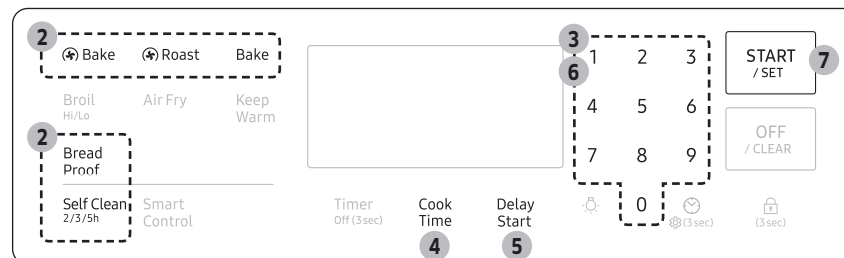 2
Bake
Roast
Bake
Broil
Hi/Lo
Air Fry
Keep
Warm
2
Bread
Proof
Self Clean
2/3/5h
Smart
Control
Timer
Off (3 sec)
Cook
Time
4
Delay
Start
5
3
6
1 2 3
4 5 6
7 8 9
0
(3 sec)
(3 sec)
START
/ SET
7
OFF
/ CLEAR